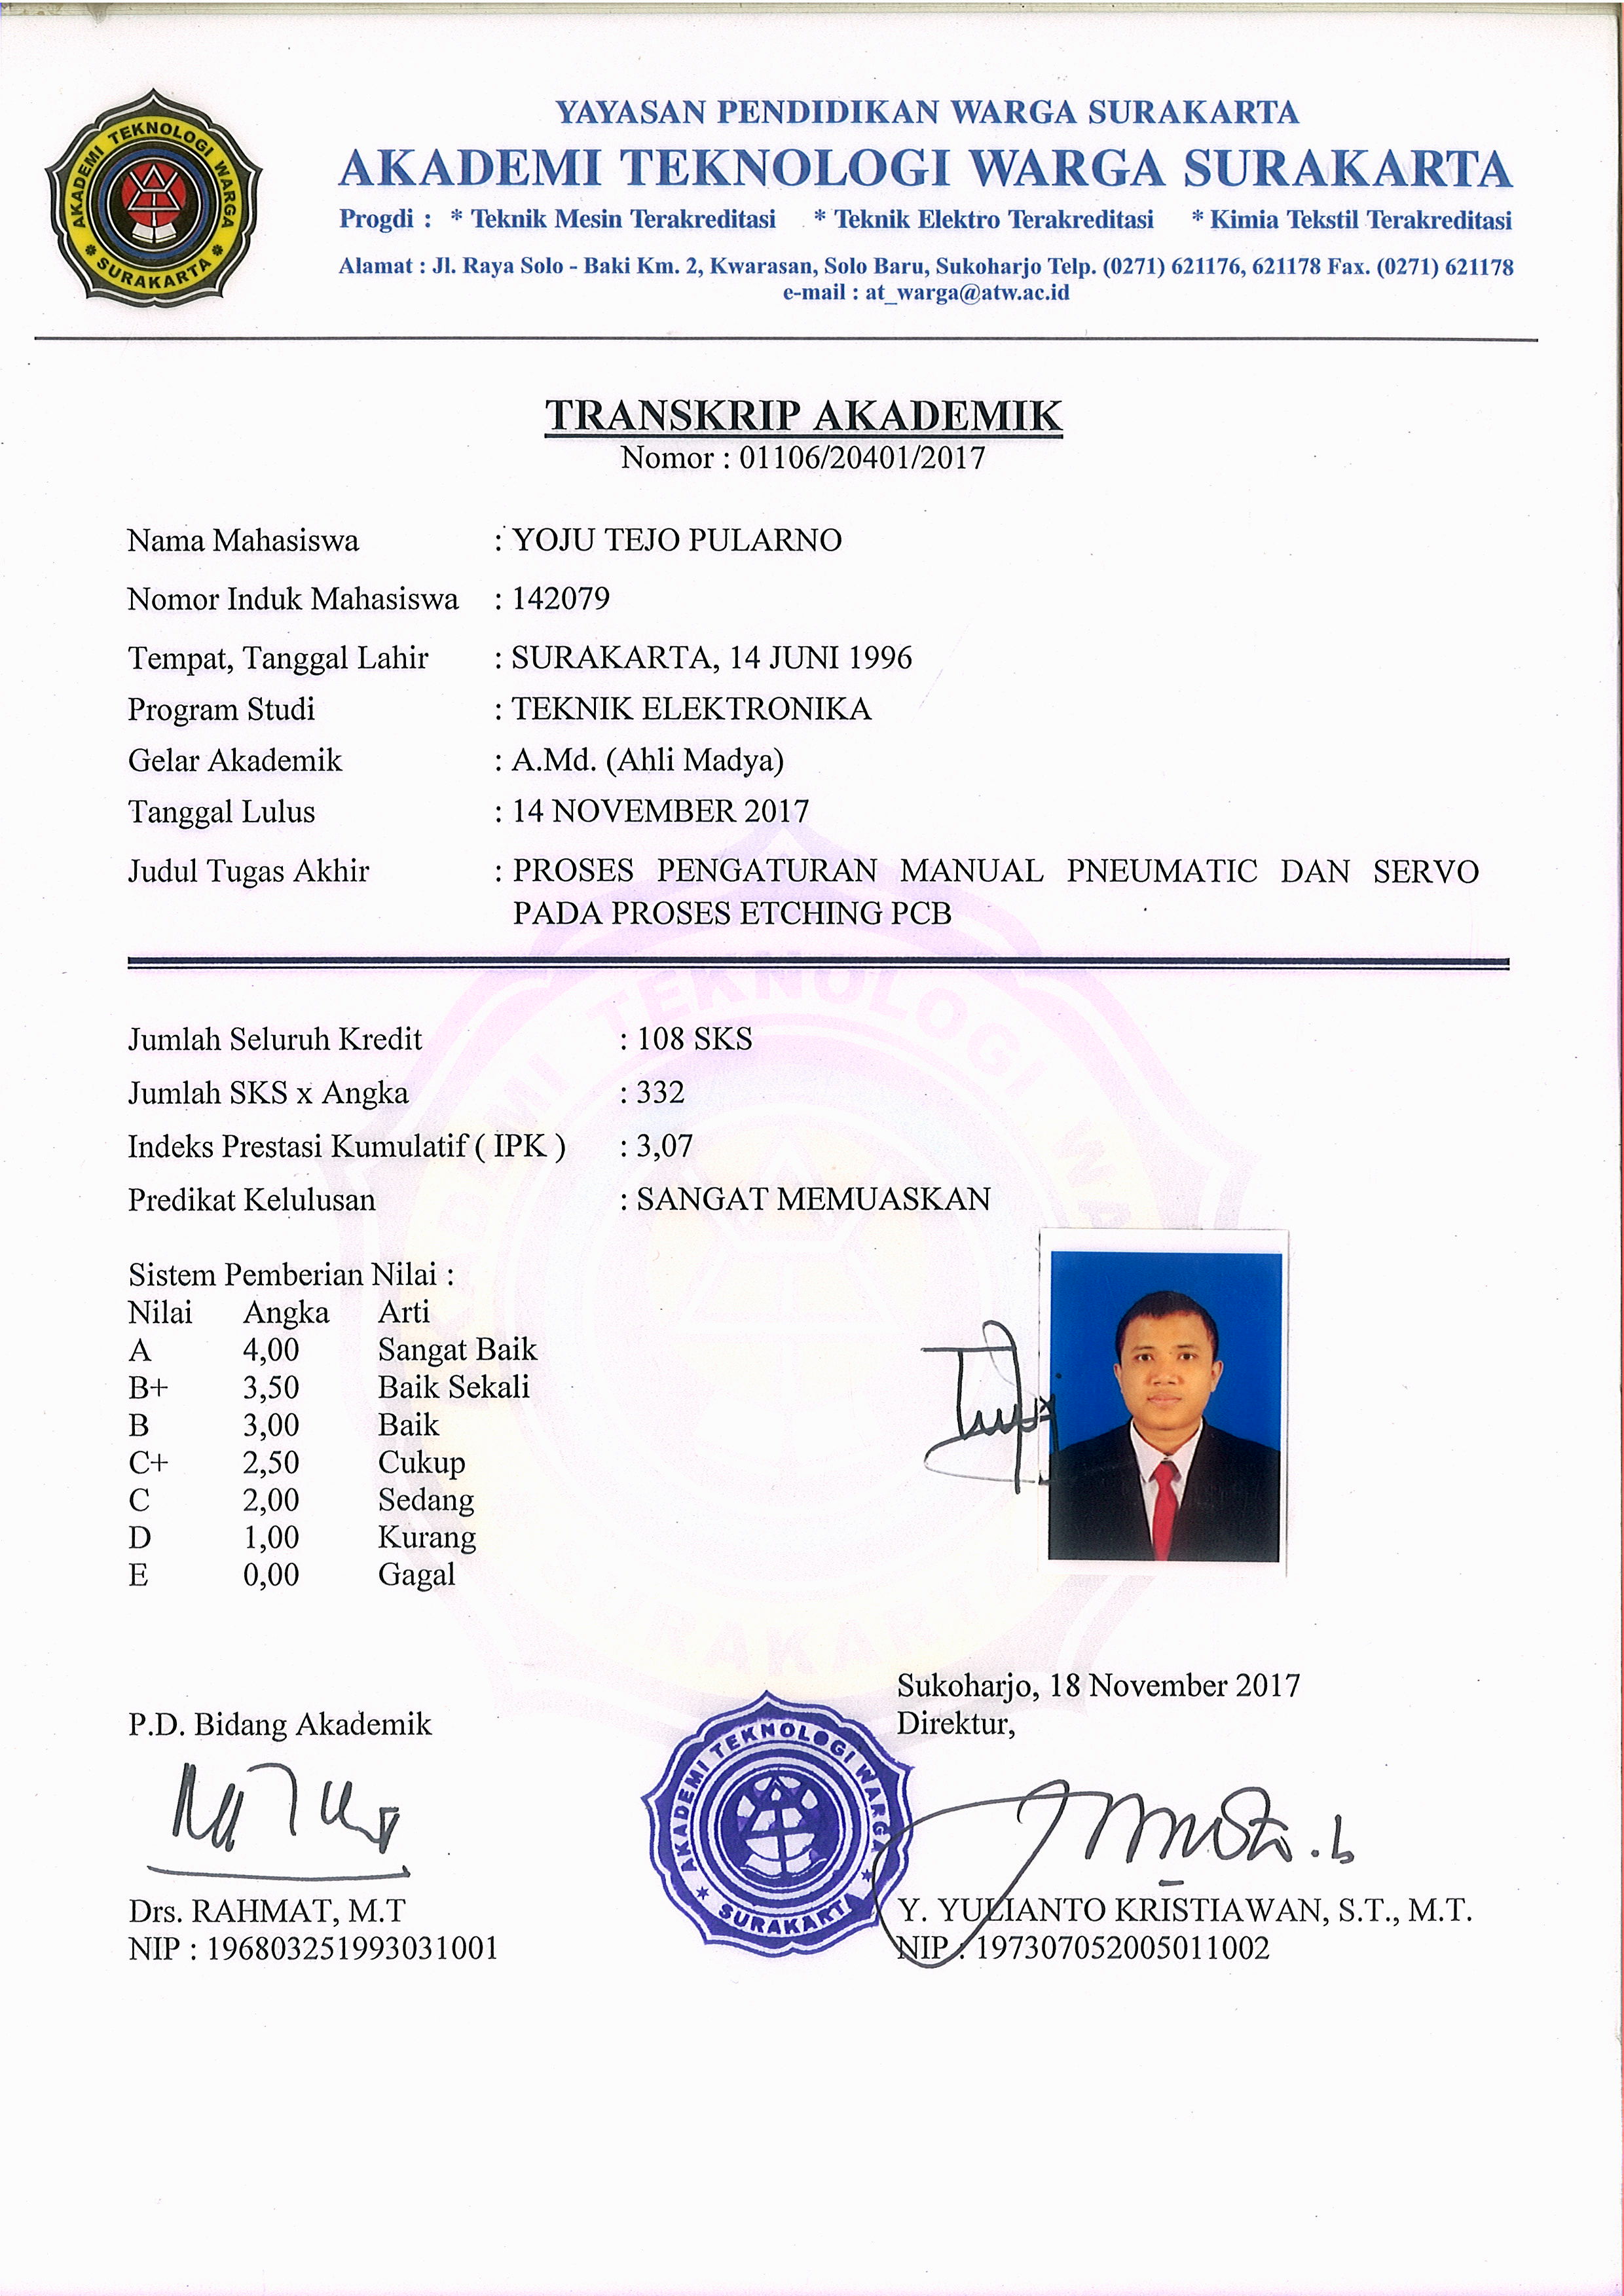 AKADEMI TEKNOLOGI WARGA
SURAKARTA
YAYASAN PENDIDIKAN WARGA SURAKARTA
AKADEMI TEKNOLOGI WARGA SURAKARTA
Progdi : * Teknik Mesin Terakreditasi * Teknik Elektro Terakreditasi * Kimia Tekstil Terakreditasi
Alamat : Jl. Raya Solo - Baki Km. 2, Kwarasan, Solo Baru, Sukoharjo Telp. (0271) 621176, 621178 Fax. (0271) 621178
e-mail : at_warga@atw.ac.id
TRANSKRIP AKADEMIK
Nomor : 01106/20401/2017
Nama Mahasiswa : YOJU TEJO PULARNO
Nomor Induk Mahasiswa : 142079
Tempat, Tanggal Lahir : SURAKARTA, 14 JUNI 1996
Program Studi : TEKNIK ELEKTRONIKA
Gelar Akademik : A.Md. (Ahli Madya)
Tanggal Lulus : 14 NOVEMBER 2017
Judul Tugas Akhir : PROSES PENGATURAN MANUAL PNEUMATIC DAN SERVO
PADA PROSES ETCHING PCB
Jumlah Seluruh Kredit : 108 SKS
Jumlah SKS x Angka : 332
Indeks Prestasi Kumulatif ( IPK ) : 3,07
Predikat Kelulusan : SANGAT MEMUASKAN
Sistem Pemberian Nilai :
Nilai Angka Arti
A 4,00 Sangat Baik
B+ 3,50 Baik Sekali
B 3,00 Baik
C+ 2,50 Cukup
C 2,00 Sedang
D 1,00 Kurang
E 0,00 Gagal
Sukoharjo, 18 November 2017
P.D. Bidang Akademik
Direktur,
AKADEMI TEKNOLOGI WARGA
SURAKARTA
Drs. RAHMAT, M.T
NIP : 196803251993031001
Y. YULIANTO KRISTIAWAN, S.T., M.T.
NIP : 197307052005011002